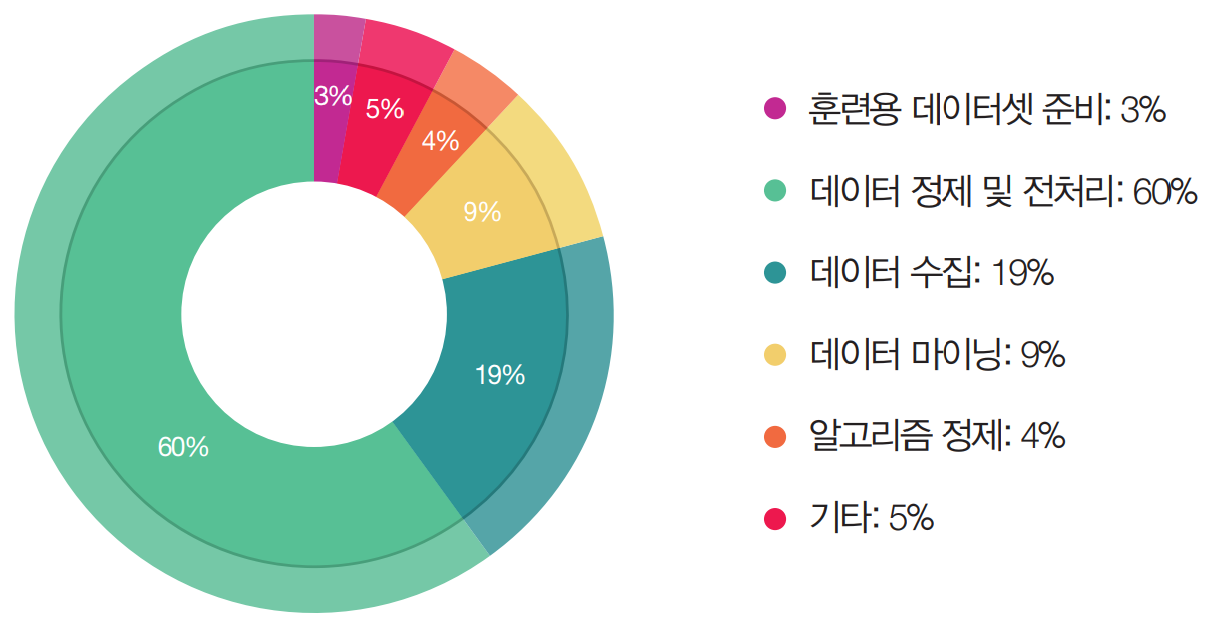 3%
5%
4%
9%
19%
60%
훈련용 데이터셋 준비: 3%
데이터 정제 및 전처리: 60%
데이터 수집: 19%
데이터 마이닝: 9%
알고리즘 정제: 4%
기타: 5%